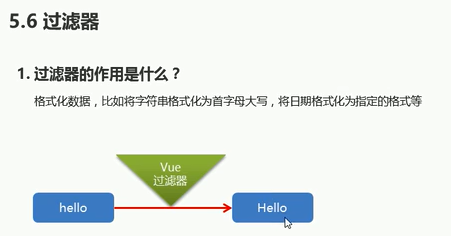 5.6 过滤器
1. 过滤器的作用是什么？
格式化数据，比如将字符串格式化为首字母大写，将日期格式化为指定的格式等
Vue
过滤器
hello
Hello